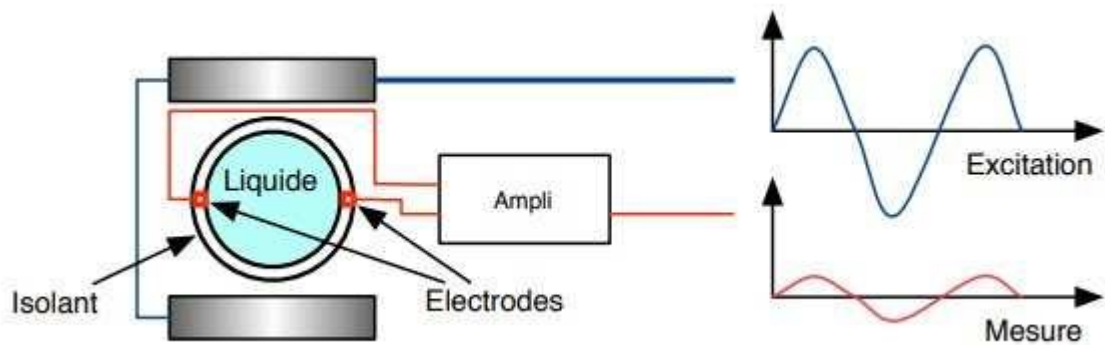 Liquide
Ampli
Excitation
Isolant
Electrodes
Mesure